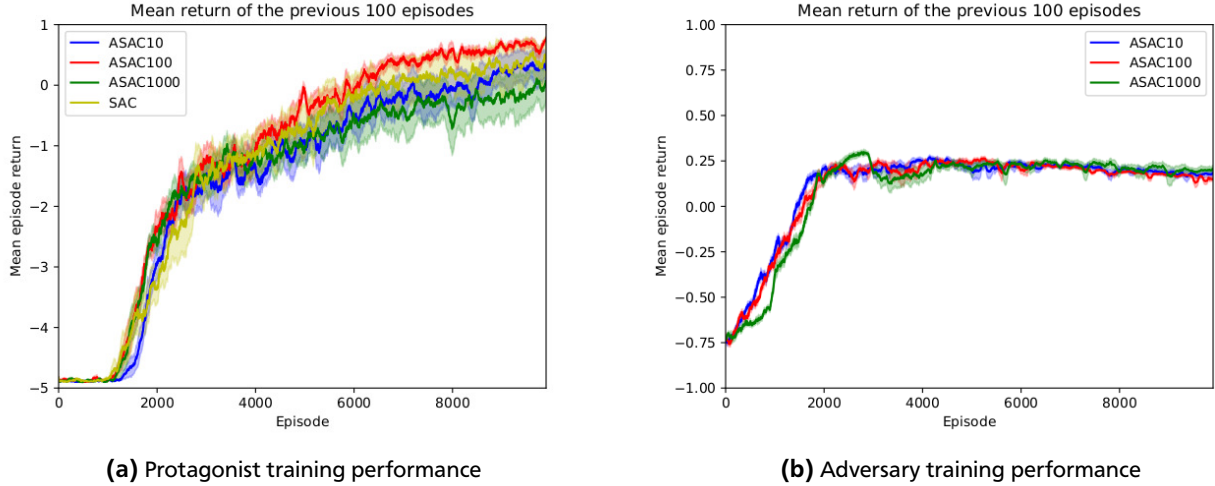 Mean return of the previous 100 episodes
1
0
−1
−2
−3
−4
−5
Mean episode return
ASAC10
ASAC100
ASAC1000
SAC
0
2000
4000
6000
8000
Episode
(a) Protagonist training performance
Mean return of the previous 100 episodes
1.00
0.75
0.50
0.25
0.00
−0.25
−0.50
−0.75
−1.00
Mean episode return
ASAC10
ASAC100
ASAC1000
0
2000
4000
6000
8000
Episode
(b) Adversary training performance